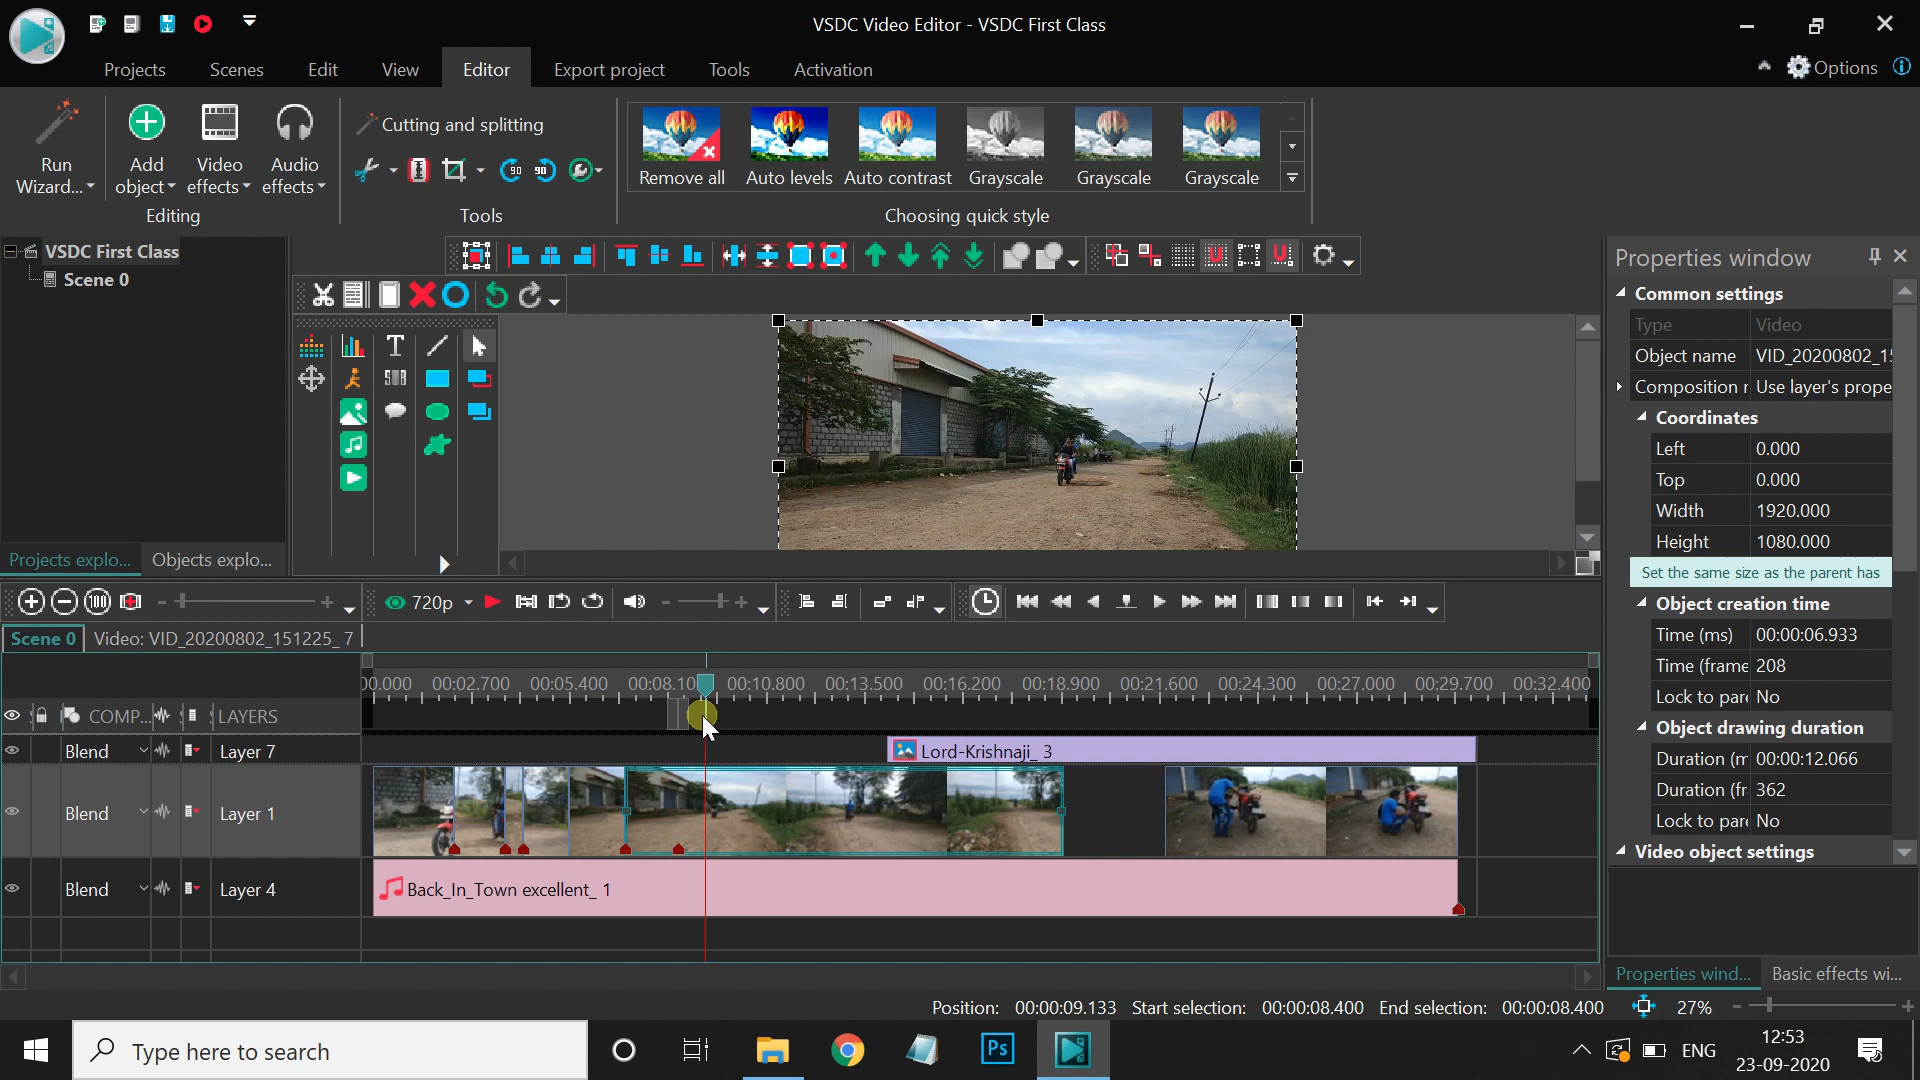 VSDC Video Editor - VSDC First Class
Projects Scenes Edit View Editor Export project Tools Activation Options
Run Wizard...
Add object
Video effects
Audio effects
Editing
Cutting and splitting
Tools
Remove all Auto levels Auto contrast Grayscale Grayscale Grayscale
Choosing quick style
VSDC First Class
Scene 0
Projects explo... Objects explo...
Properties window
Common settings
Type Video
Object name VID_20200802_1
Composition r Use layer's prope
Coordinates
Left 0.000
Top 0.000
Width 1920.000
Height 1080.000
Set the same size as the parent has
Object creation time
Time (ms) 00:00:06.933
Time (frame 208
Lock to par No
Object drawing duration
Duration (m 00:00:12.066
Duration (fr 362
Lock to par No
Video object settings
Properties wind... Basic effects wi...
720p
Scene 0 Video: VID_20200802_151225_ 7
00.000 00:02.700 00:05.400 00:08.10 00:10.800 00:13.500 00:16.200 00:18.900 00:21.600 00:24.300 00:27.000 00:29.700 00:32.400
COMP... LAYERS
Blend Layer 7 Lord-Krishnaji_ 3
Blend Layer 1
Blend Layer 4 Back_In_Town excellent_ 1
Position: 00:00:09.133 Start selection: 00:00:08.400 End selection: 00:00:08.400 27%
Type here to search
Ps
ENG
12:53
23-09-2020